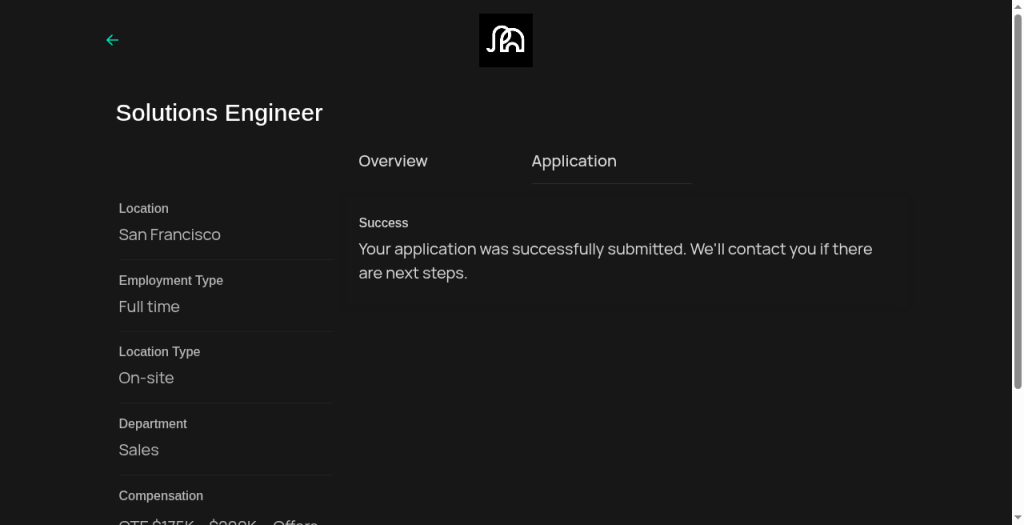 Solutions Engineer
Overview
Application
Location
San Francisco
Employment Type
Full time
Location Type
On-site
Department
Sales
Compensation
Success
Your application was successfully submitted. We'll contact you if there
are next steps.